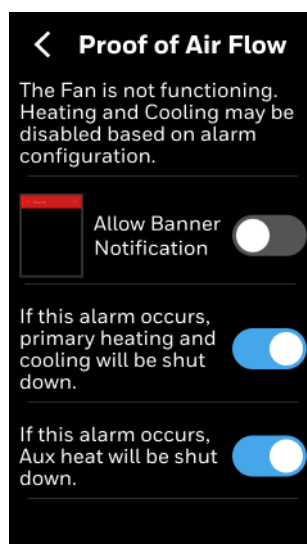 Proof of Air Flow
The Fan is not functioning.
Heating and Cooling may be
disabled based on alarm
configuration.
Allow Banner
Notification
If this alarm occurs,
primary heating and
cooling will be shut
down.
If this alarm occurs,
Aux heat will be shut
down.